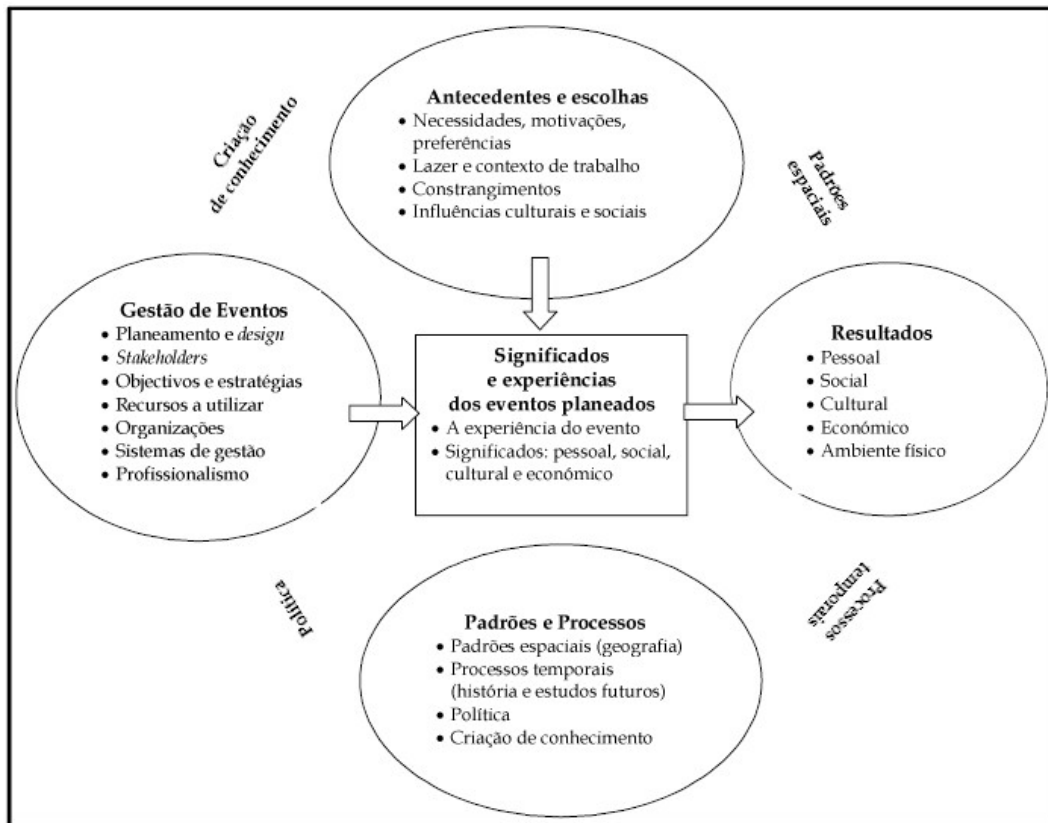 Criação
de conhecimento
Antecedentes e escolhas
• Necessidades, motivações,
preferências
• Lazer e contexto de trabalho
• Constrangimentos
• Influências culturais e sociais
Padrões
espaciais
Gestão de Eventos
• Planeamento e design
• Stakeholders
• Objectivos e estratégias
• Recursos a utilizar
• Organizações
• Sistemas de gestão
• Profissionalismo
Significados
e experiências
dos eventos planeados
• A experiência do evento
• Significados: pessoal, social,
cultural e económico
Resultados
• Pessoal
• Social
• Cultural
• Económico
• Ambiente físico
Política
Padrões e Processos
• Padrões espaciais (geografia)
• Processos temporais
(história e estudos futuros)
• Política
• Criação de conhecimento
Processos
temporais